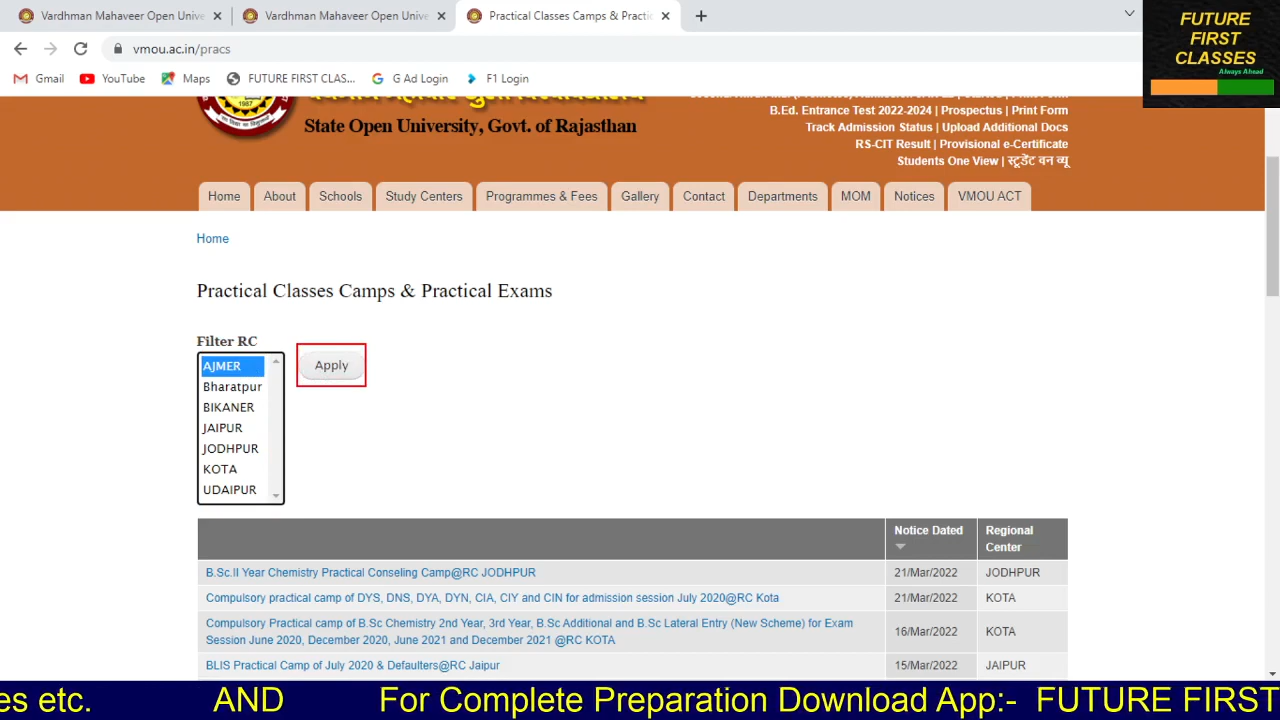 Vardhman Mahaveer Open Unive
Vardhman Mahaveer Open Unive
Practical Classes Camps & Practic
FUTURE
FIRST
CLASSES
Always Ahead
vmou.ac.in/pracs
Gmail
YouTube
Maps
FUTURE FIRST CLAS...
G Ad Login
F1 Login
1987
State Open University, Govt. of Rajasthan
B.Ed. Entrance Test 2022-2024 | Prospectus | Print Form
Track Admission Status | Upload Additional Docs
RS-CIT Result | Provisional e-Certificate
Students One View | स्टूडेंट वन व्यू
Home
About
Schools
Study Centers
Programmes & Fees
Gallery
Contact
Departments
MOM
Notices
VMOU ACT
Home
Practical Classes Camps & Practical Exams
Filter RC
AJMER
Bharatpur
BIKANER
JAIPUR
JODHPUR
KOTA
UDAIPUR
Apply
Notice Dated
Regional
Center
B.Sc.II Year Chemistry Practical Conseling Camp@RC JODHPUR
21/Mar/2022
JODHPUR
Compulsory practical camp of DYS, DNS, DYA, DYN, CIA, CIY and CIN for admission session July 2020@RC Kota
21/Mar/2022
KOTA
Compulsory Practical camp of B.Sc Chemistry 2nd Year, 3rd Year, B.Sc Additional and B.Sc Lateral Entry (New Scheme) for Exam
Session June 2020, December 2020, June 2021 and December 2021 @RC KOTA
16/Mar/2022
KOTA
BLIS Practical Camp of July 2020 & Defaulters@RC Jaipur
15/Mar/2022
JAIPUR
es etc. AND For Complete Preparation Download App:- FUTURE FIRST